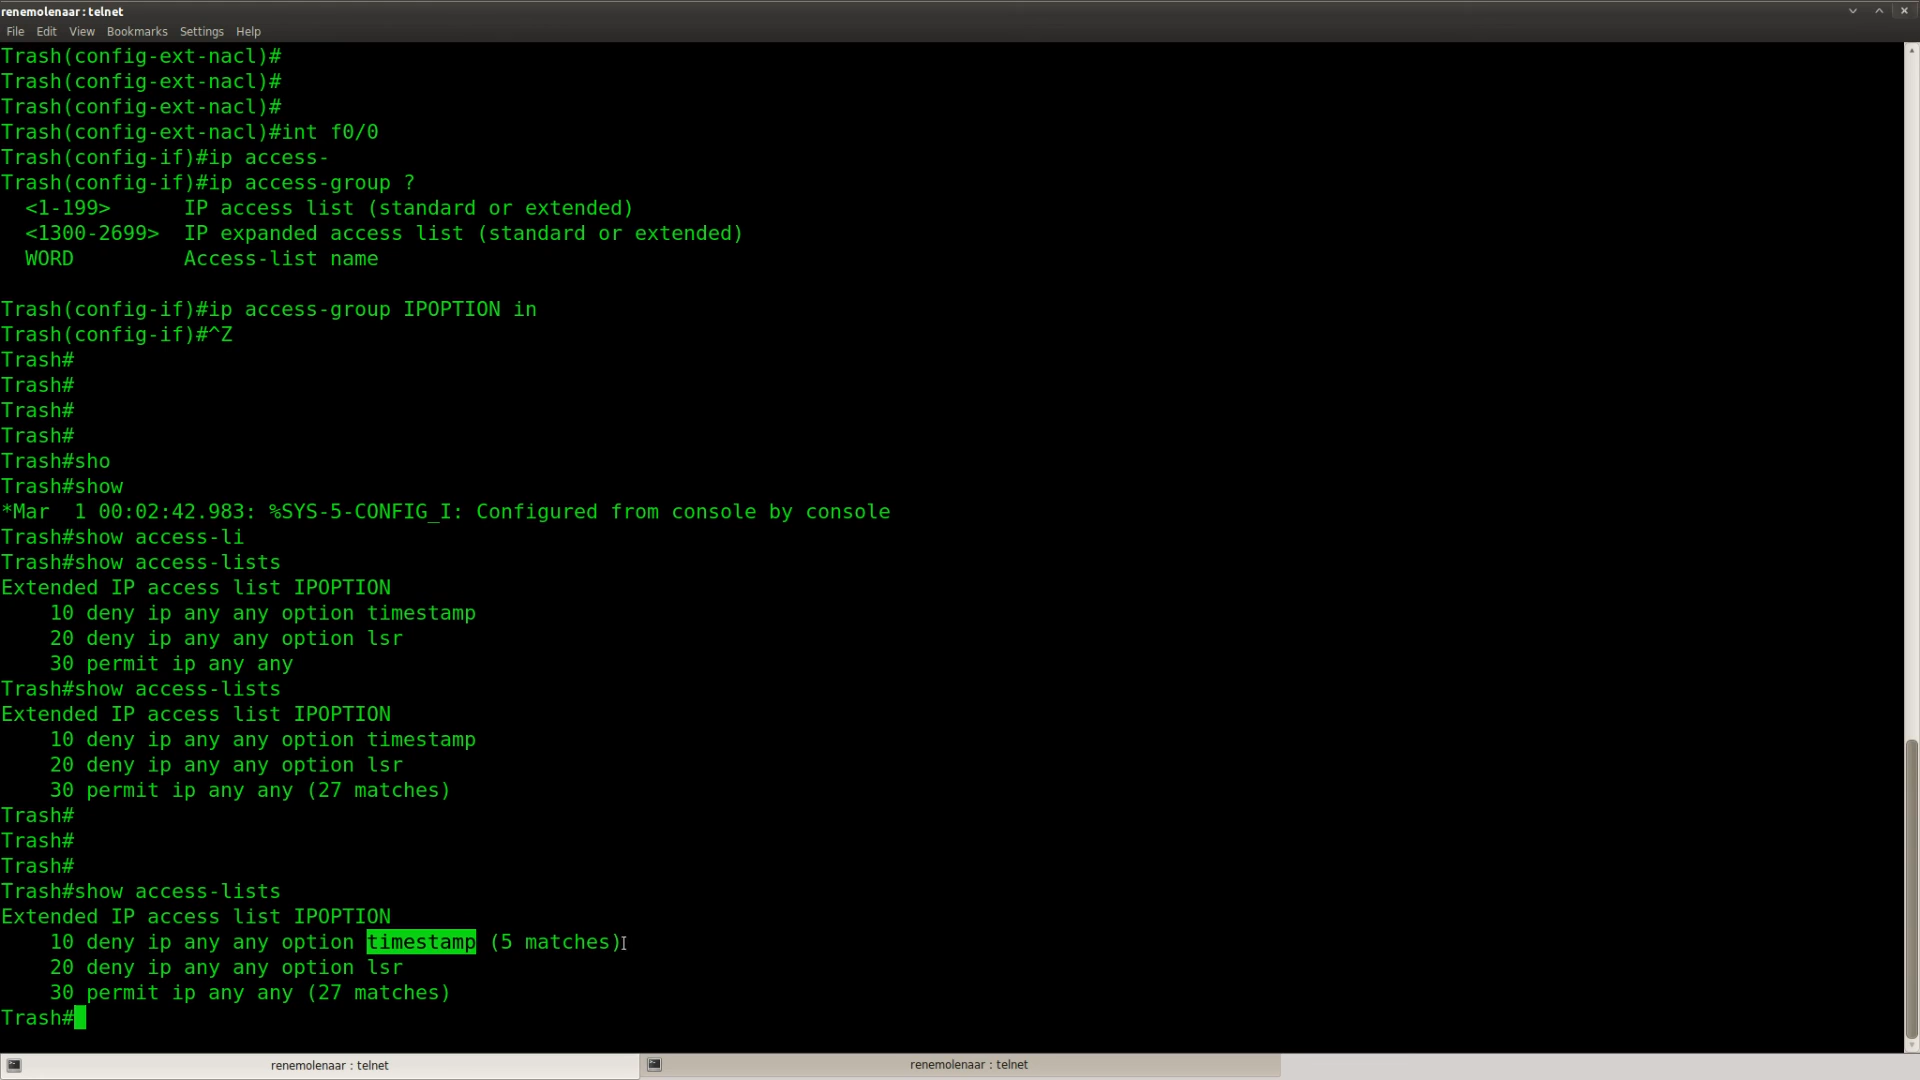 renemolenaar : telnet
File Edit View Bookmarks Settings Help
Trash(config-ext-nacl)#
Trash(config-ext-nacl)#
Trash(config-ext-nacl)#
Trash(config-ext-nacl)#int f0/0
Trash(config-if)#ip access-
Trash(config-if)#ip access-group ?
  <1-199>      IP access list (standard or extended)
  <1300-2699>  IP expanded access list (standard or extended)
  WORD         Access-list name

Trash(config-if)#ip access-group IPOPTION in
Trash(config-if)#^Z
Trash#
Trash#
Trash#
Trash#
Trash#sho
Trash#show
*Mar  1 00:02:42.983: %SYS-5-CONFIG_I: Configured from console by console
Trash#show access-li
Trash#show access-lists
Extended IP access list IPOPTION
    10 deny ip any any option timestamp
    20 deny ip any any option lsr
    30 permit ip any any
Trash#show access-lists
Extended IP access list IPOPTION
    10 deny ip any any option timestamp
    20 deny ip any any option lsr
    30 permit ip any any (27 matches)
Trash#
Trash#
Trash#
Trash#show access-lists
Extended IP access list IPOPTION
    10 deny ip any any option timestamp (5 matches)
    20 deny ip any any option lsr
    30 permit ip any any (27 matches)
Trash#
renemolenaar : telnet
renemolenaar : telnet